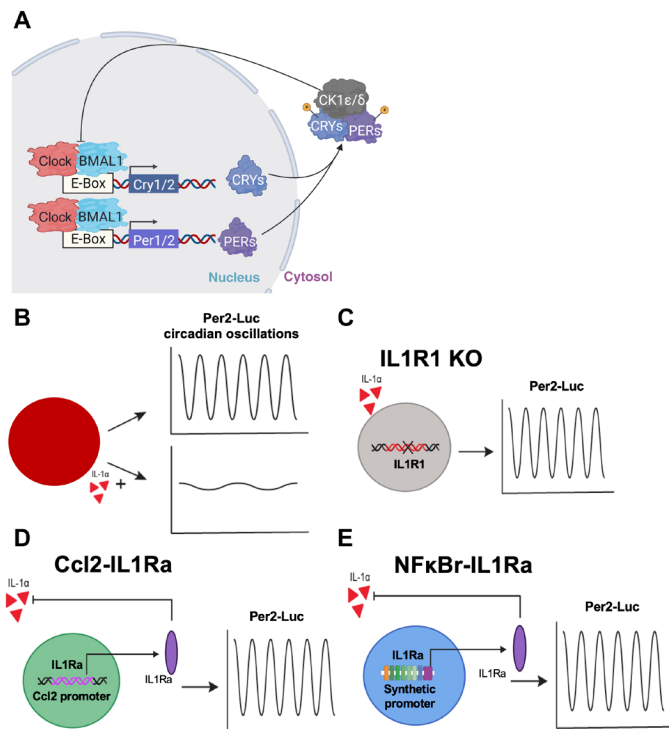 A
CK1ε/δ
P
P
CRYs
PERs
Clock
BMAL1
E-Box
Cry1/2
CRYs
Clock
BMAL1
E-Box
Per1/2
PERs
Nucleus
Cytosol
B
Per2-Luc
circadian oscillations
IL-1α
+
C
IL1R1 KO
IL-1α
Per2-Luc
IL1R1
D
Ccl2-IL1Ra
IL-1α
Per2-Luc
IL1Ra
IL1Ra
Ccl2 promoter
E
NFκBr-IL1Ra
IL-1α
Per2-Luc
IL1Ra
IL1Ra
Synthetic
promoter